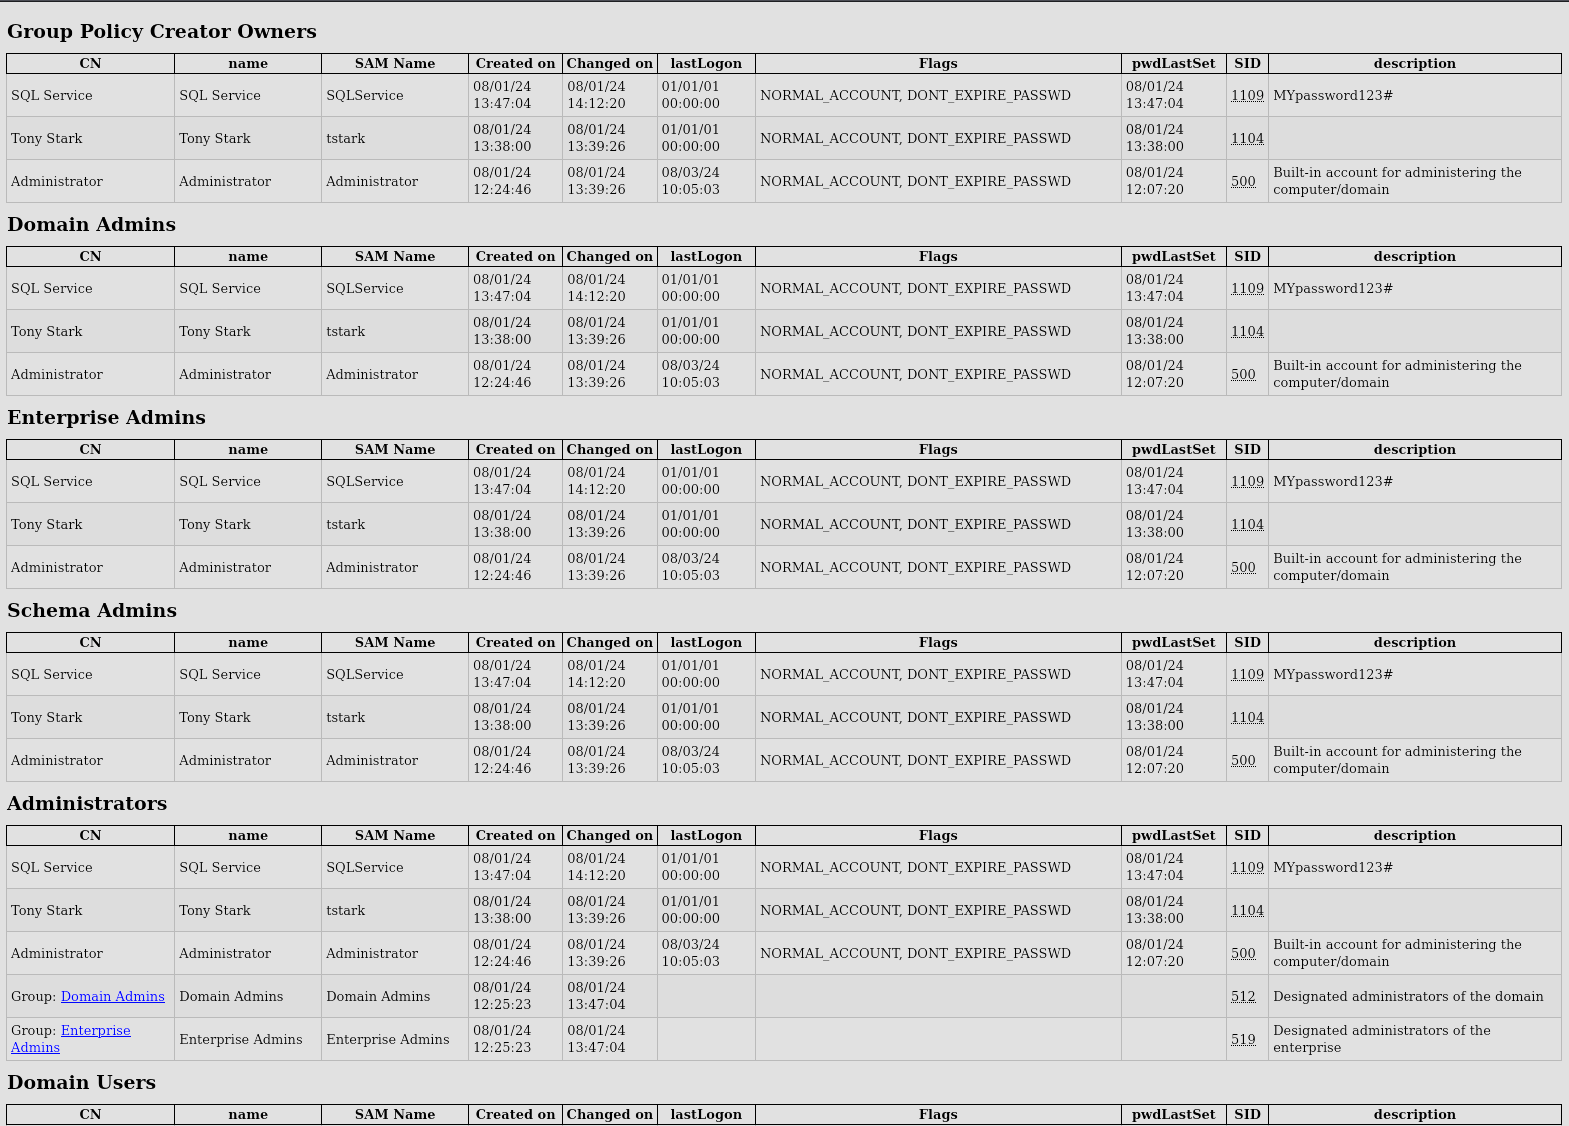 Group Policy Creator Owners
CN name SAM Name Created on Changed on lastLogon Flags pwdLastSet SID description
SQL Service SQL Service SQLService 08/01/24 13:47:04 08/01/24 14:12:20 01/01/01 00:00:00 NORMAL_ACCOUNT, DONT_EXPIRE_PASSWD 08/01/24 13:47:04 1109 MYpassword123#
Tony Stark Tony Stark tstark 08/01/24 13:38:00 08/01/24 13:39:26 01/01/01 00:00:00 NORMAL_ACCOUNT, DONT_EXPIRE_PASSWD 08/01/24 13:38:00 1104
Administrator Administrator Administrator 08/01/24 12:24:46 08/01/24 13:39:26 08/03/24 10:05:03 NORMAL_ACCOUNT, DONT_EXPIRE_PASSWD 08/01/24 12:07:20 500 Built-in account for administering the computer/domain
Domain Admins
CN name SAM Name Created on Changed on lastLogon Flags pwdLastSet SID description
SQL Service SQL Service SQLService 08/01/24 13:47:04 08/01/24 14:12:20 01/01/01 00:00:00 NORMAL_ACCOUNT, DONT_EXPIRE_PASSWD 08/01/24 13:47:04 1109 MYpassword123#
Tony Stark Tony Stark tstark 08/01/24 13:38:00 08/01/24 13:39:26 01/01/01 00:00:00 NORMAL_ACCOUNT, DONT_EXPIRE_PASSWD 08/01/24 13:38:00 1104
Administrator Administrator Administrator 08/01/24 12:24:46 08/01/24 13:39:26 08/03/24 10:05:03 NORMAL_ACCOUNT, DONT_EXPIRE_PASSWD 08/01/24 12:07:20 500 Built-in account for administering the computer/domain
Enterprise Admins
CN name SAM Name Created on Changed on lastLogon Flags pwdLastSet SID description
SQL Service SQL Service SQLService 08/01/24 13:47:04 08/01/24 14:12:20 01/01/01 00:00:00 NORMAL_ACCOUNT, DONT_EXPIRE_PASSWD 08/01/24 13:47:04 1109 MYpassword123#
Tony Stark Tony Stark tstark 08/01/24 13:38:00 08/01/24 13:39:26 01/01/01 00:00:00 NORMAL_ACCOUNT, DONT_EXPIRE_PASSWD 08/01/24 13:38:00 1104
Administrator Administrator Administrator 08/01/24 12:24:46 08/01/24 13:39:26 08/03/24 10:05:03 NORMAL_ACCOUNT, DONT_EXPIRE_PASSWD 08/01/24 12:07:20 500 Built-in account for administering the computer/domain
Schema Admins
CN name SAM Name Created on Changed on lastLogon Flags pwdLastSet SID description
SQL Service SQL Service SQLService 08/01/24 13:47:04 08/01/24 14:12:20 01/01/01 00:00:00 NORMAL_ACCOUNT, DONT_EXPIRE_PASSWD 08/01/24 13:47:04 1109 MYpassword123#
Tony Stark Tony Stark tstark 08/01/24 13:38:00 08/01/24 13:39:26 01/01/01 00:00:00 NORMAL_ACCOUNT, DONT_EXPIRE_PASSWD 08/01/24 13:38:00 1104
Administrator Administrator Administrator 08/01/24 12:24:46 08/01/24 13:39:26 08/03/24 10:05:03 NORMAL_ACCOUNT, DONT_EXPIRE_PASSWD 08/01/24 12:07:20 500 Built-in account for administering the computer/domain
Administrators
CN name SAM Name Created on Changed on lastLogon Flags pwdLastSet SID description
SQL Service SQL Service SQLService 08/01/24 13:47:04 08/01/24 14:12:20 01/01/01 00:00:00 NORMAL_ACCOUNT, DONT_EXPIRE_PASSWD 08/01/24 13:47:04 1109 MYpassword123#
Tony Stark Tony Stark tstark 08/01/24 13:38:00 08/01/24 13:39:26 01/01/01 00:00:00 NORMAL_ACCOUNT, DONT_EXPIRE_PASSWD 08/01/24 13:38:00 1104
Administrator Administrator Administrator 08/01/24 12:24:46 08/01/24 13:39:26 08/03/24 10:05:03 NORMAL_ACCOUNT, DONT_EXPIRE_PASSWD 08/01/24 12:07:20 500 Built-in account for administering the computer/domain
Group: Domain Admins Domain Admins Domain Admins 08/01/24 12:25:23 08/01/24 13:47:04 512 Designated administrators of the domain
Group: Enterprise Admins Enterprise Admins Enterprise Admins 08/01/24 12:25:23 08/01/24 13:47:04 519 Designated administrators of the enterprise
Domain Users
CN name SAM Name Created on Changed on lastLogon Flags pwdLastSet SID description